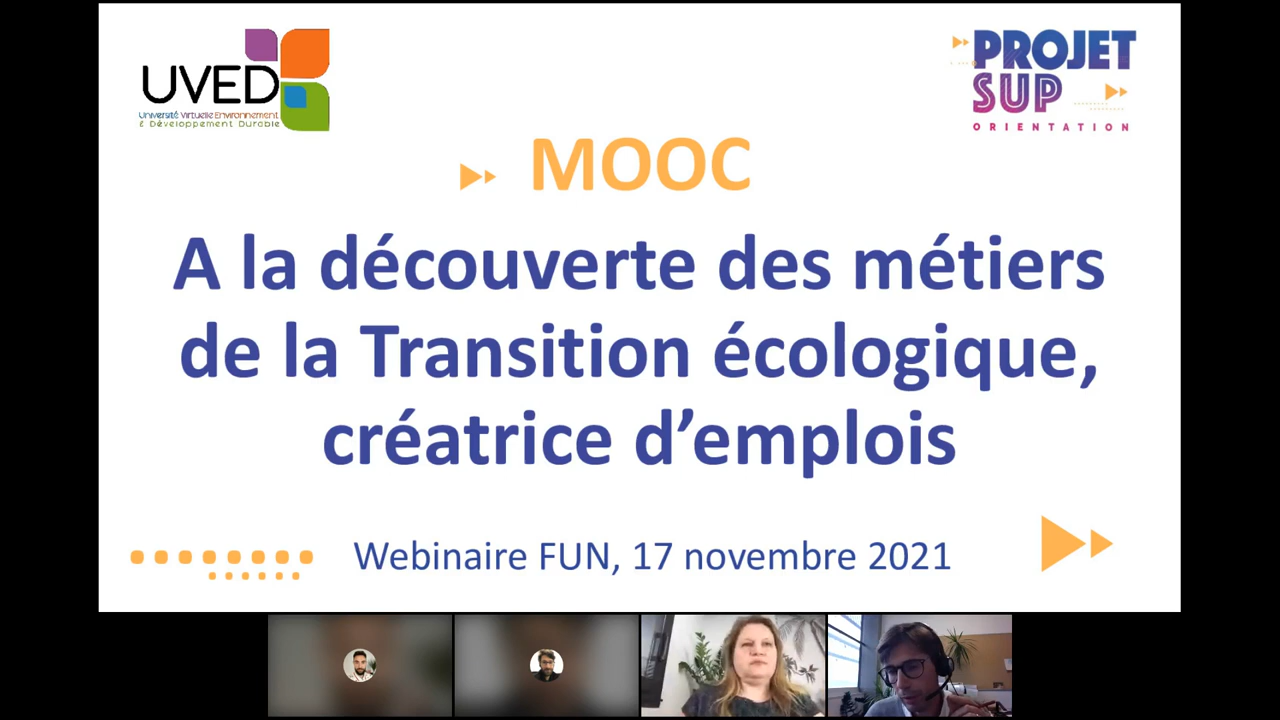 UVED
Université Virtuelle Environnement
& Développement Durable
PROJET
SUP
ORIENTATION
MOOC
A la découverte des métiers
de la Transition écologique,
créatrice d’emplois
Webinaire FUN, 17 novembre 2021